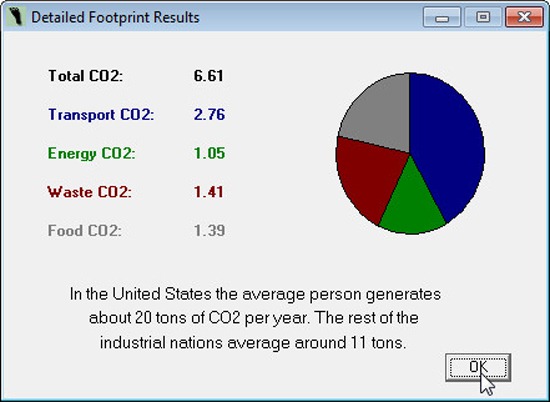 Detailed Footprint Results
Total CO2: 6.61
Transport CO2: 2.76
Energy CO2: 1.05
Waste CO2: 1.41
Food CO2: 1.39
In the United States the average person generates
about 20 tons of CO2 per year. The rest of the
industrial nations average around 11 tons.
OK